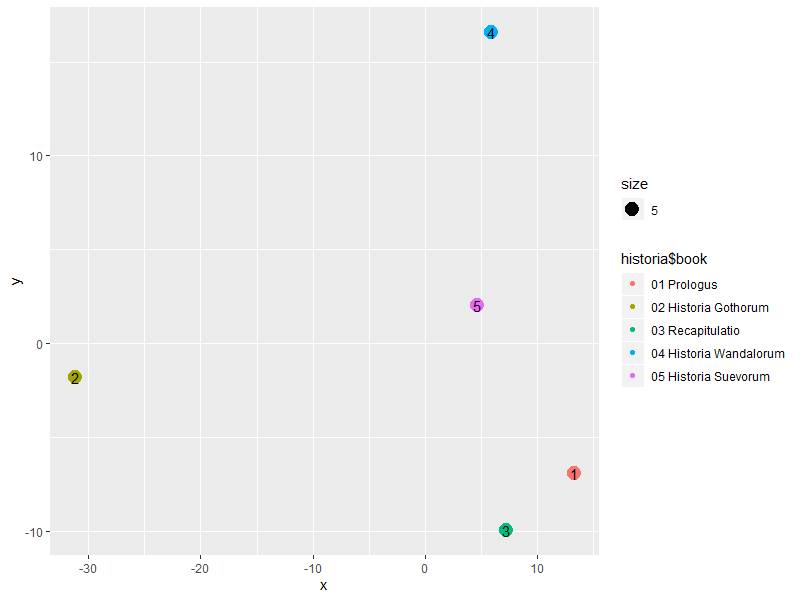 4
10
5
0
2
1
-10
3
-30
-20
-10
0
10
x
y
size
5
historia$book
01 Prologus
02 Historia Gothorum
03 Recapitulatio
04 Historia Wandalorum
05 Historia Suevorum